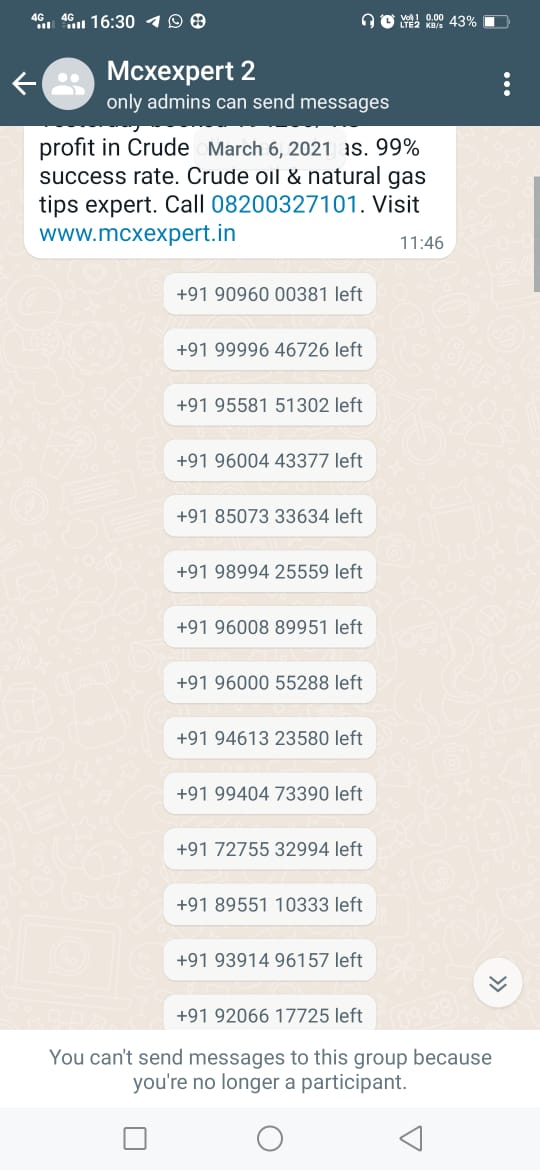 4G 4G 16:30 Vo) 1 LTE2 0.00 KB/s 43%
Mcxexpert 2
only admins can send messages
profit in Crude March 6, 2021 as. 99%
success rate. Crude oil & natural gas
tips expert. Call 08200327101. Visit
www.mcxexpert.in
11:46
+91 90960 00381 left
+91 99996 46726 left
+91 95581 51302 left
+91 96004 43377 left
+91 85073 33634 left
+91 98994 25559 left
+91 96008 89951 left
+91 96000 55288 left
+91 94613 23580 left
+91 99404 73390 left
+91 72755 32994 left
+91 89551 10333 left
+91 93914 96157 left
+91 92066 17725 left
You can't send messages to this group because
you're no longer a participant.